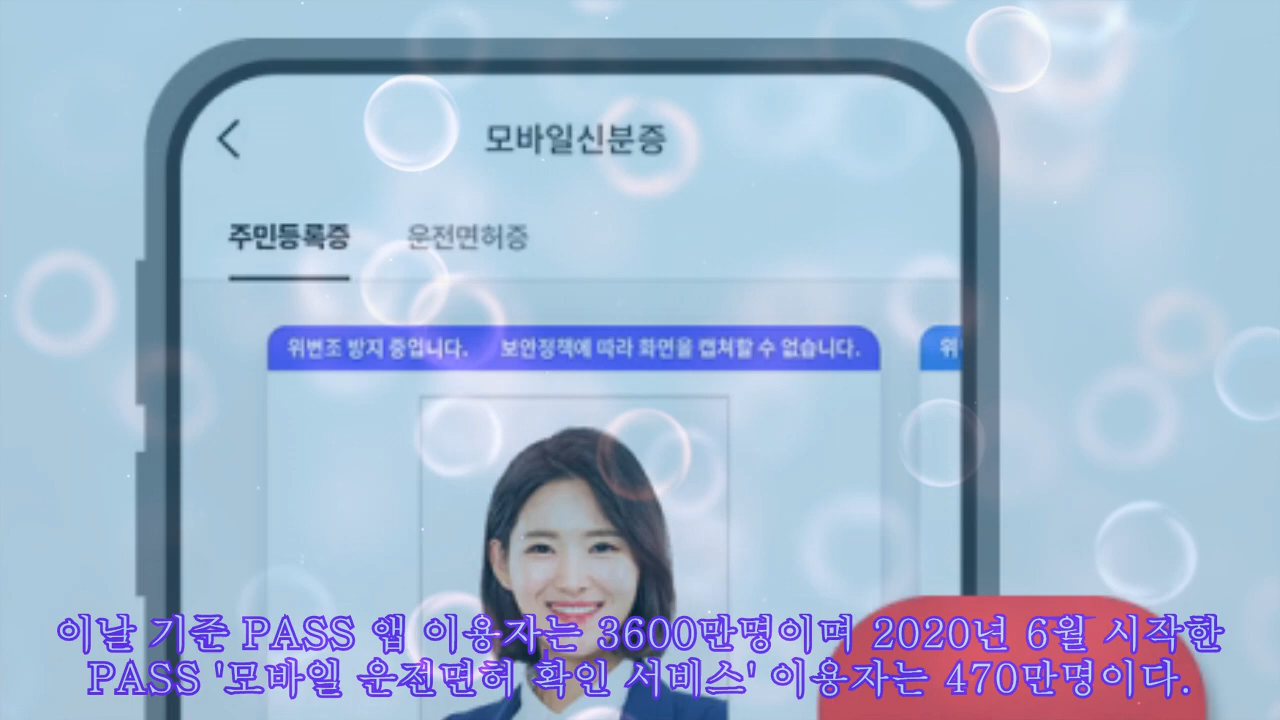 모바일신분증
주민등록증 운전면허증
위변조 방지 중입니다. 보안정책에 따라 화면을 캡쳐할 수 없습니다. 위
이날 기준 PASS 앱 이용자는 3600만명이며 2020년 6월 시작한
PASS '모바일 운전면허 확인 서비스' 이용자는 470만명이다.